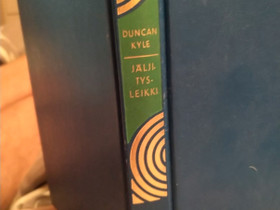 DUNCAN
KYLE
JÄLJI-
TYS-
LEIKKI